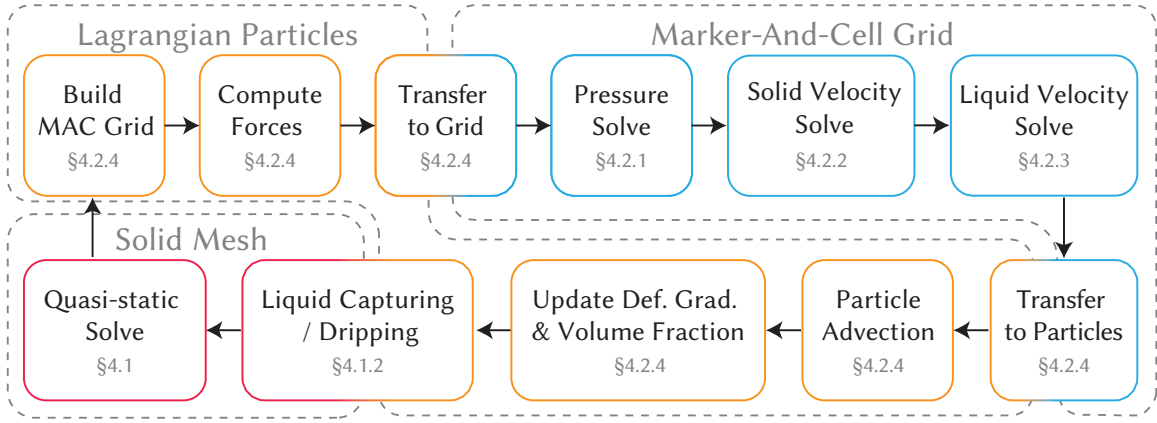 Lagrangian Particles
Marker-And-Cell Grid
Build
MAC Grid
§4.2.4
Compute
Forces
§4.2.4
Transfer
to Grid
§4.2.4
Pressure
Solve
§4.2.1
Solid Velocity
Solve
§4.2.2
Liquid Velocity
Solve
§4.2.3
Solid Mesh
Quasi-static
Solve
§4.1
Liquid Capturing
/ Dripping
§4.1.2
Update Def. Grad.
& Volume Fraction
§4.2.4
Particle
Advection
§4.2.4
Transfer
to Particles
§4.2.4